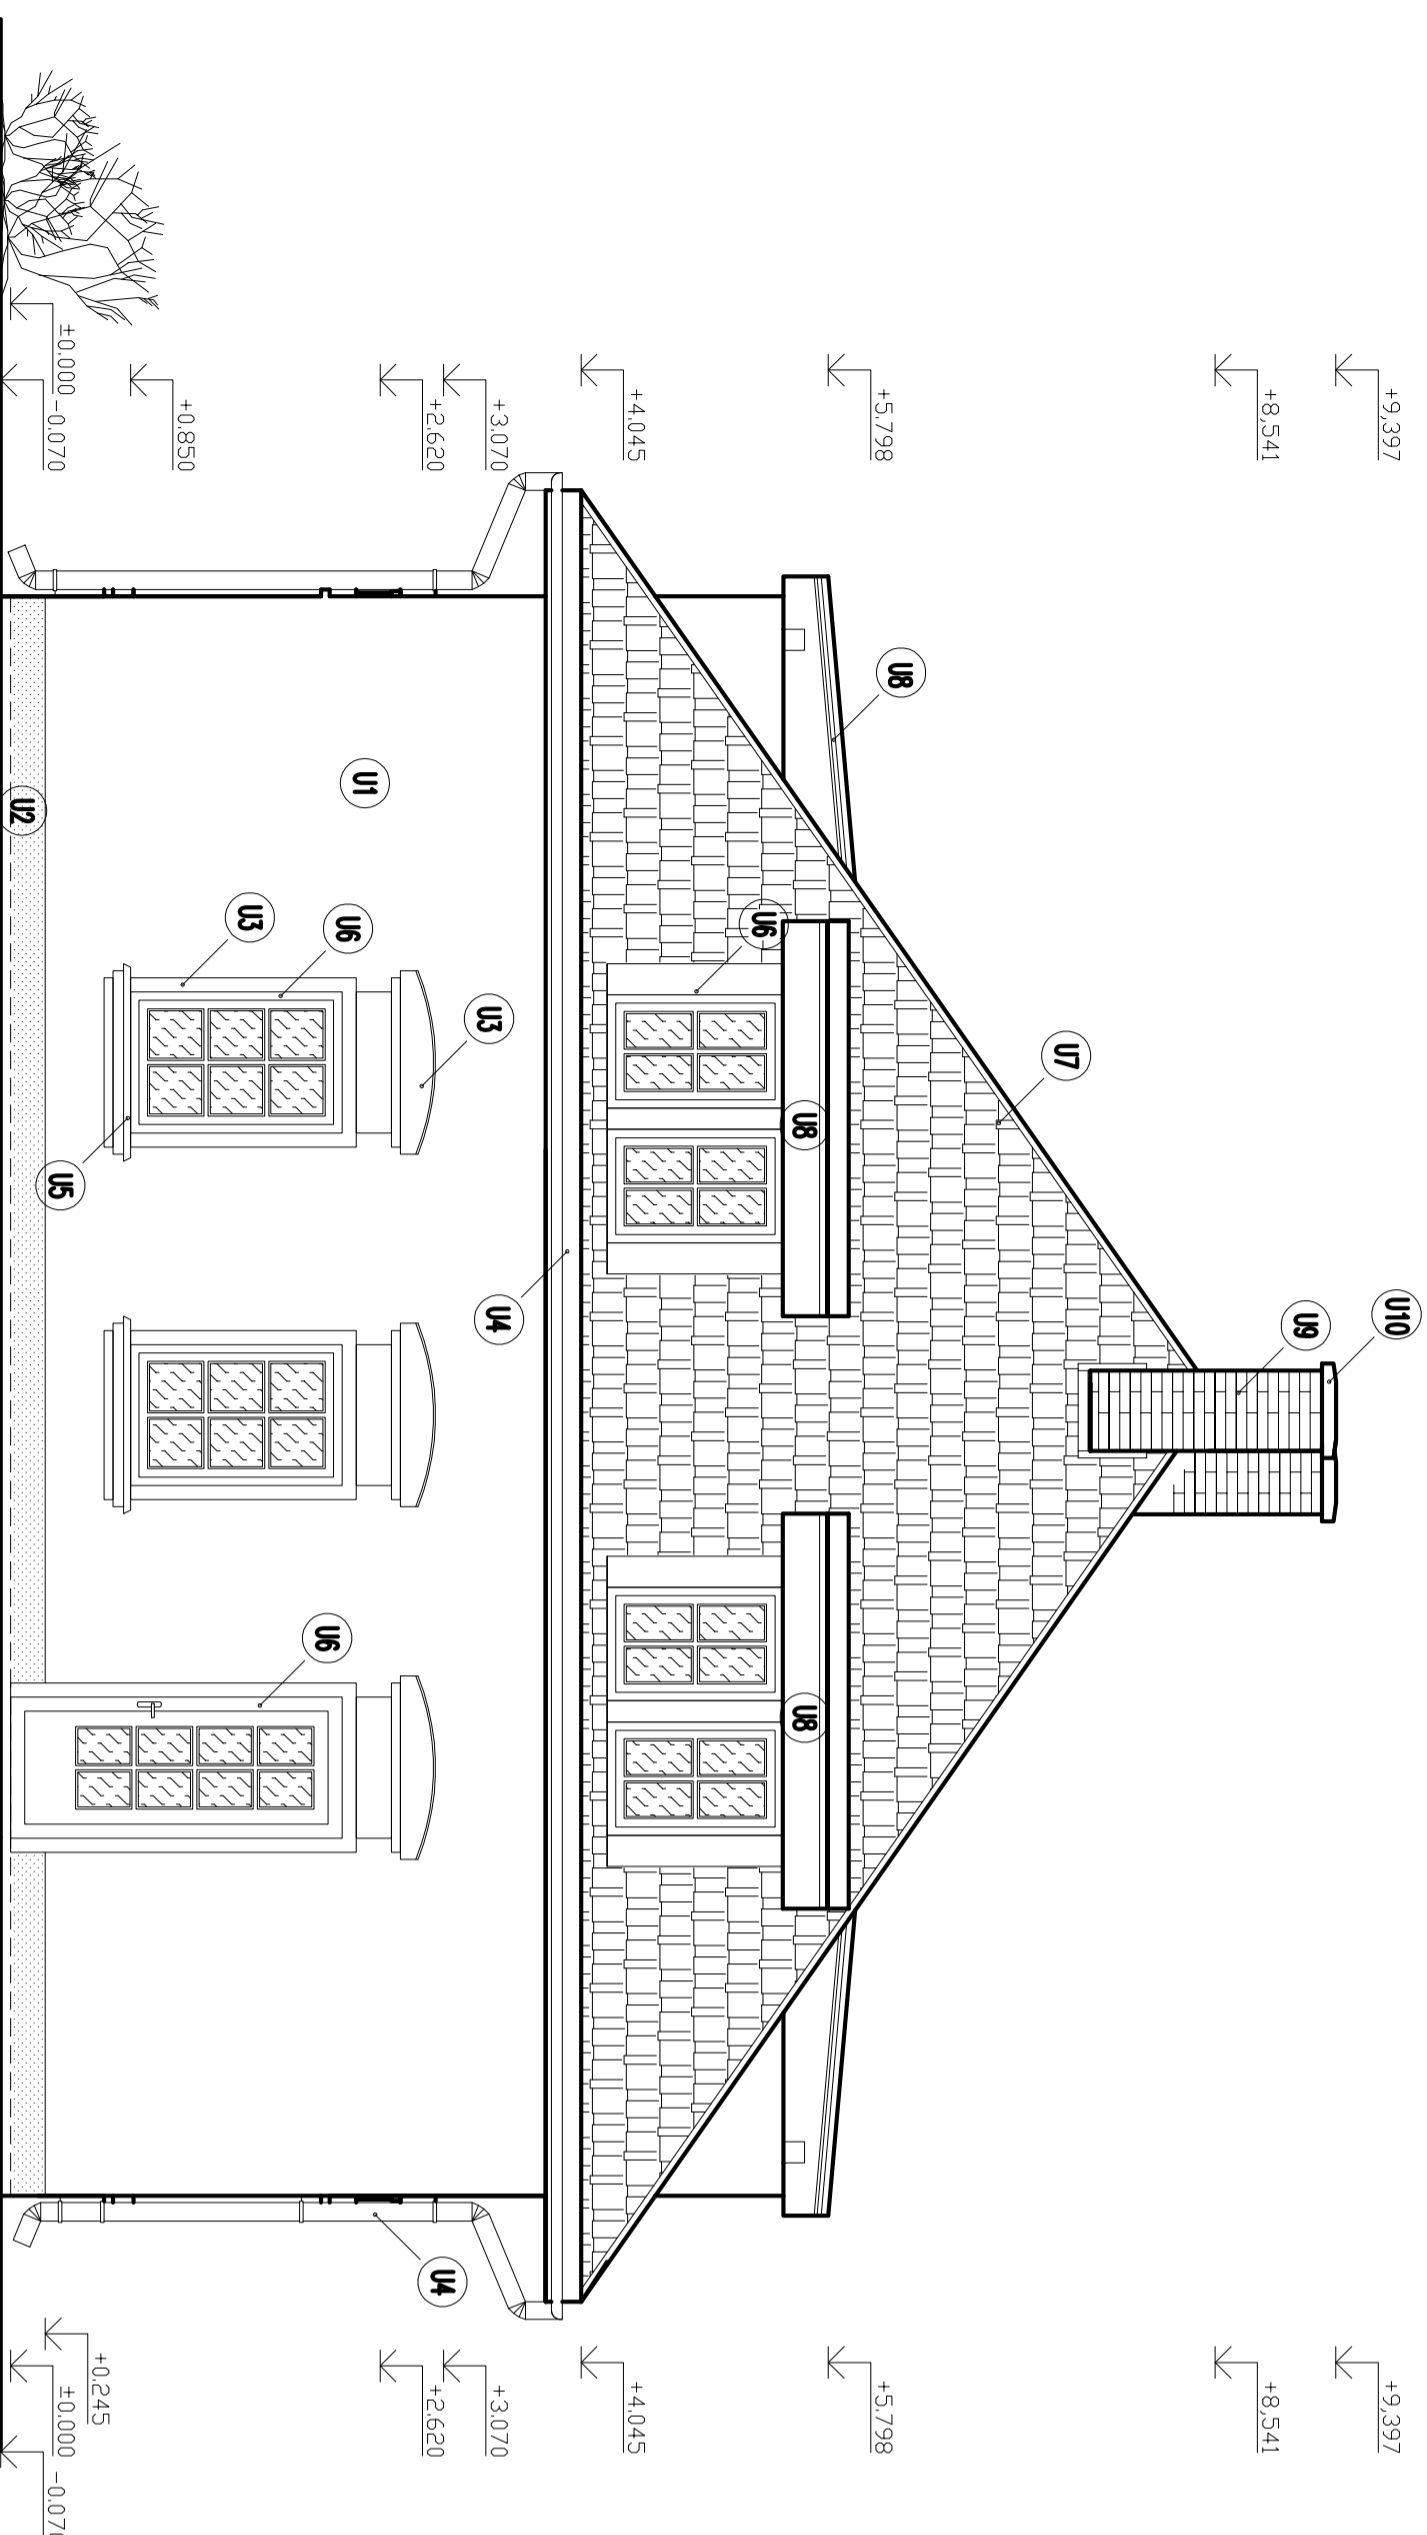 +9,397
+8,541
+5,798
+4,045
+3,070
+2,620
+0,850
±0,000
-0,070
U10
U9
U7
U8
U6
U8
U8
U4
U3
U6
U3
U1
U5
U2
U6
U4
+9,397
+8,541
+5,798
+4,045
+3,070
+2,620
+0,245
±0,000
-0,070